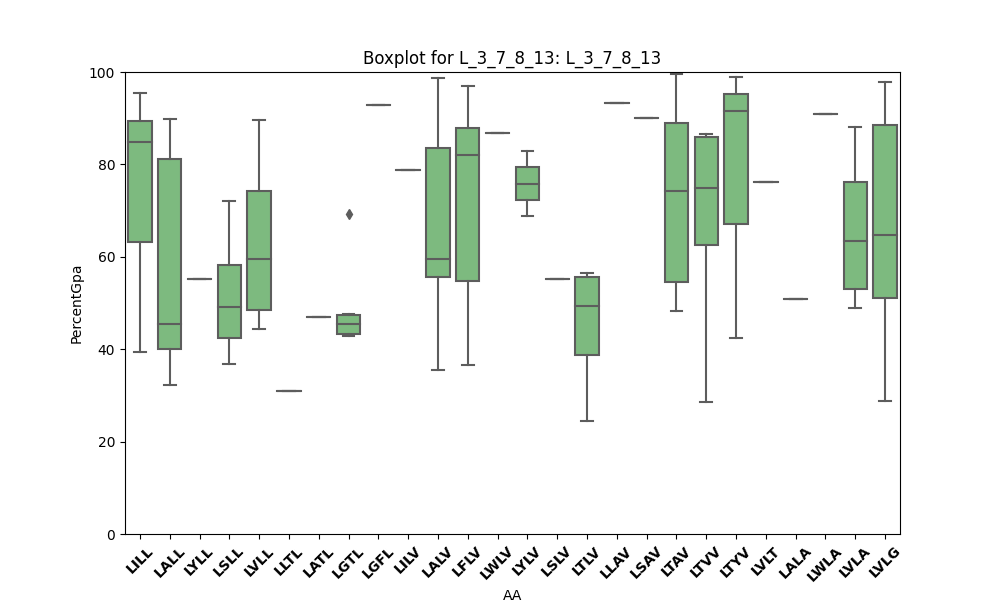 Boxplot for L_3_7_8_13: L_3_7_8_13
100
80
60
40
20
0
PercentGpa
LILL LALL LYLL LSLL LVLL LLTL LATL LGTL LGFL LILV LALV LFLV LWLV LYLV LSLV LTLV LLAV LSAV LTAV LTVV LTYV LVLT LALA LWLA LVLA LVLG
AA